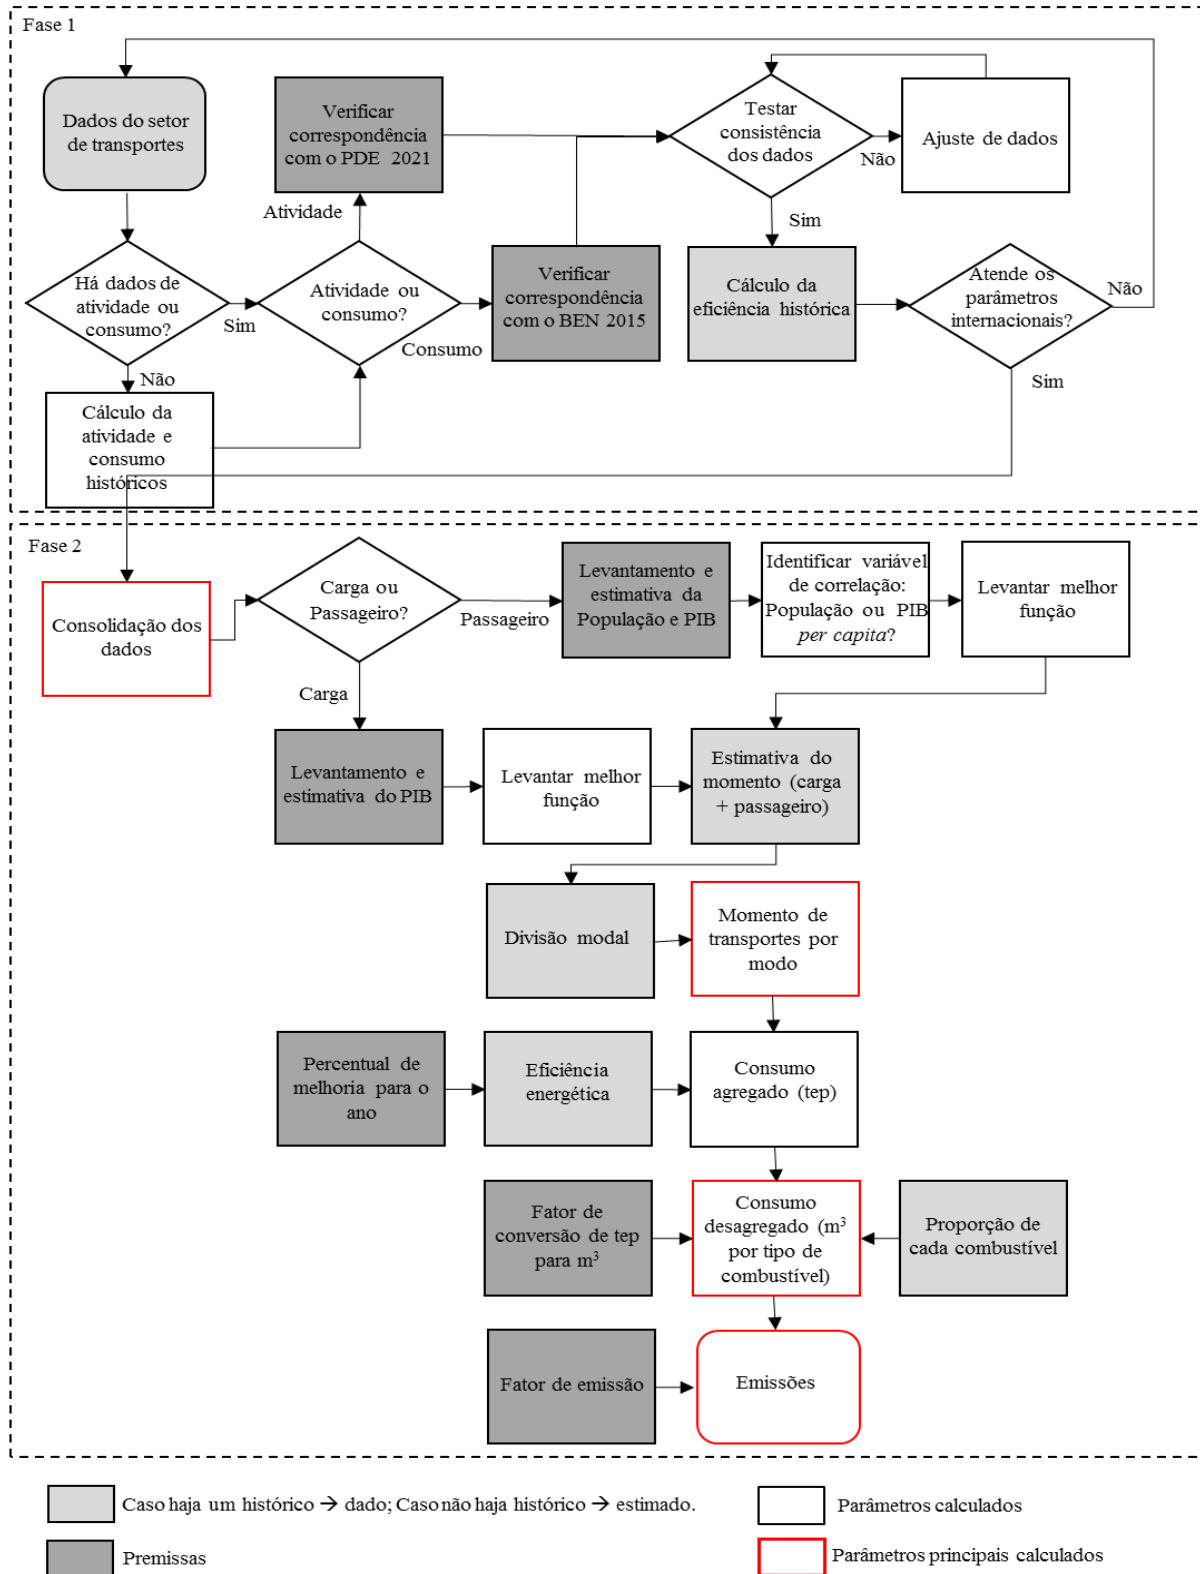 Fase 1
Dados do setor
de transportes
Verificar
correspondência
com o PDE 2021
Testar
consistência
dos dados
Não
Ajuste de dados
Atividade
Sim
Há dados de
atividade ou
consumo?
Sim
Atividade ou
consumo?
Consumo
Verificar
correspondência
com o BEN 2015
Cálculo da
eficiência histórica
Atende os
parâmetros
internacionais?
Não
Sim
Não
Cálculo da
atividade e
consumo
históricos
Fase 2
Consolidação dos
dados
Carga ou
Passageiro?
Passageiro
Levantamento e
estimativa da
População e PIB
Identificar variável
de correlação:
População ou PIB
per capita?
Levantar melhor
função
Carga
Levantamento e
estimativa do PIB
Levantar melhor
função
Estimativa do
momento (carga
+ passageiro)
Divisão modal
Momento de
transportes por
modo
Percentual de
melhoria para o
ano
Eficiência
energética
Consumo
agregado (tep)
Fator de
conversão de tep
para m³
Consumo
desagregado (m³
por tipo de
combustível)
Proporção de
cada combustível
Fator de emissão
Emissões
Caso haja um histórico → dado; Caso não haja histórico → estimado.
Parâmetros calculados
Premissas
Parâmetros principais calculados